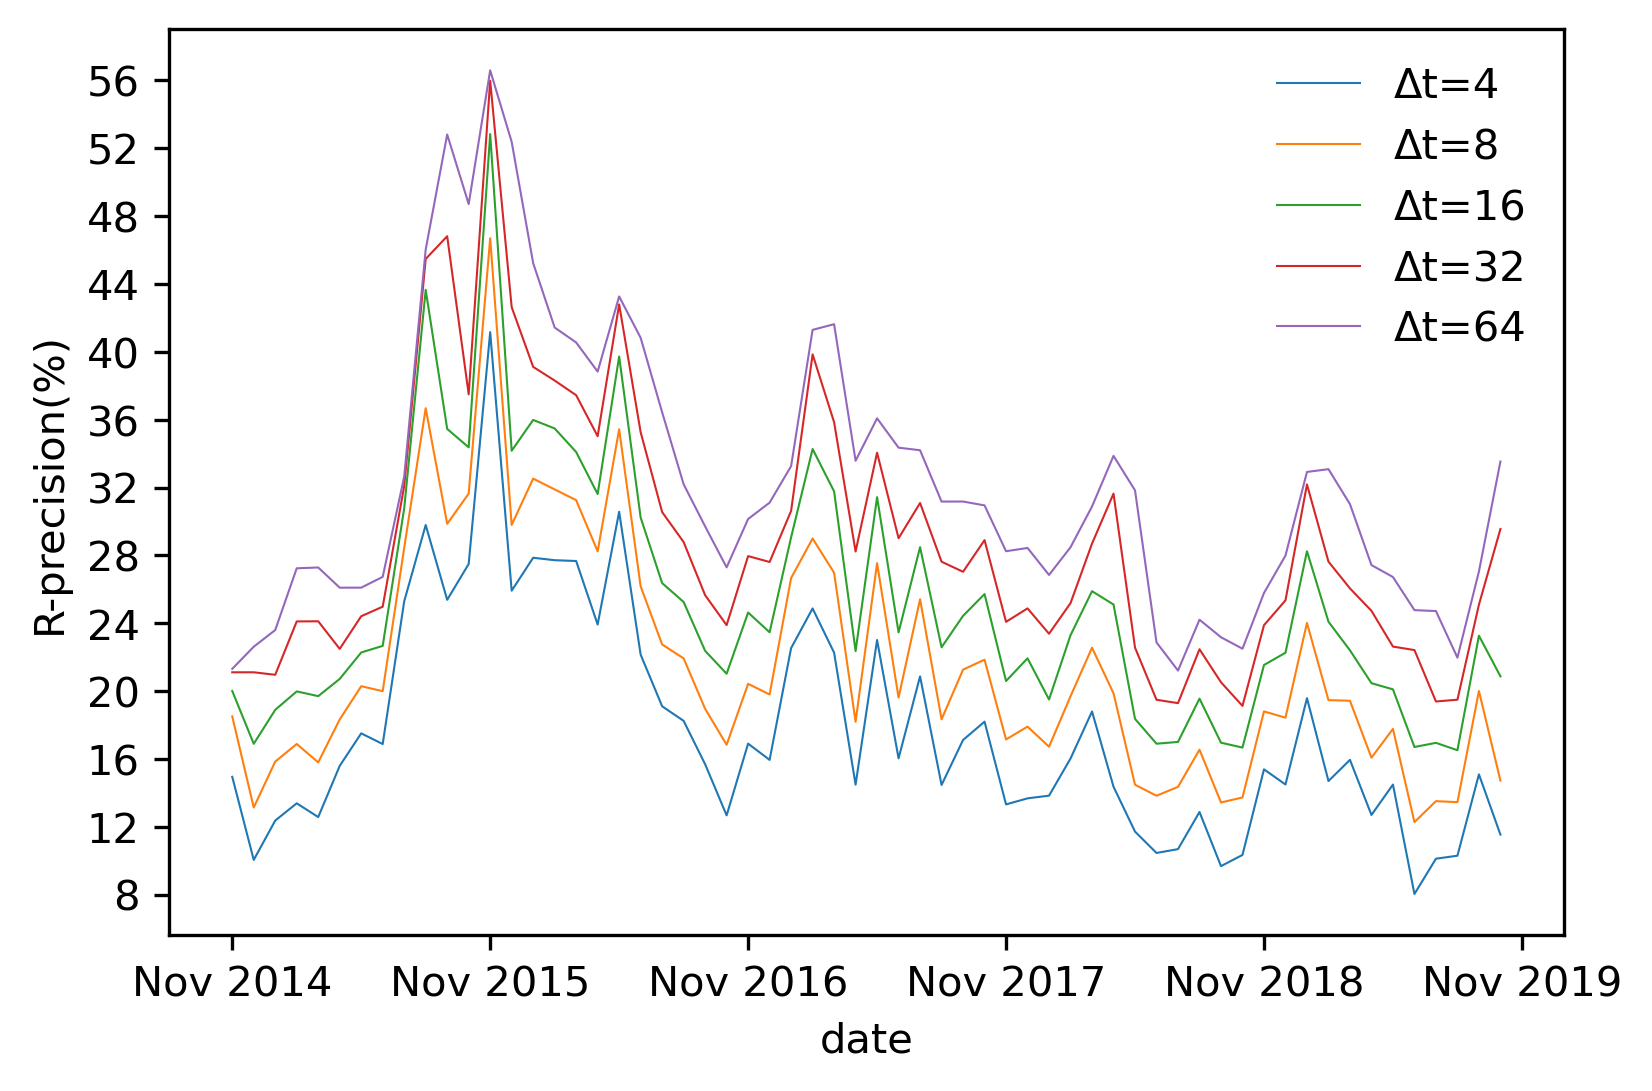 56
52
48
44
40
36
32
28
24
20
16
12
8
R-precision(%)
Δt=4
Δt=8
Δt=16
Δt=32
Δt=64
Nov 2014 Nov 2015 Nov 2016 Nov 2017 Nov 2018 Nov 2019
date